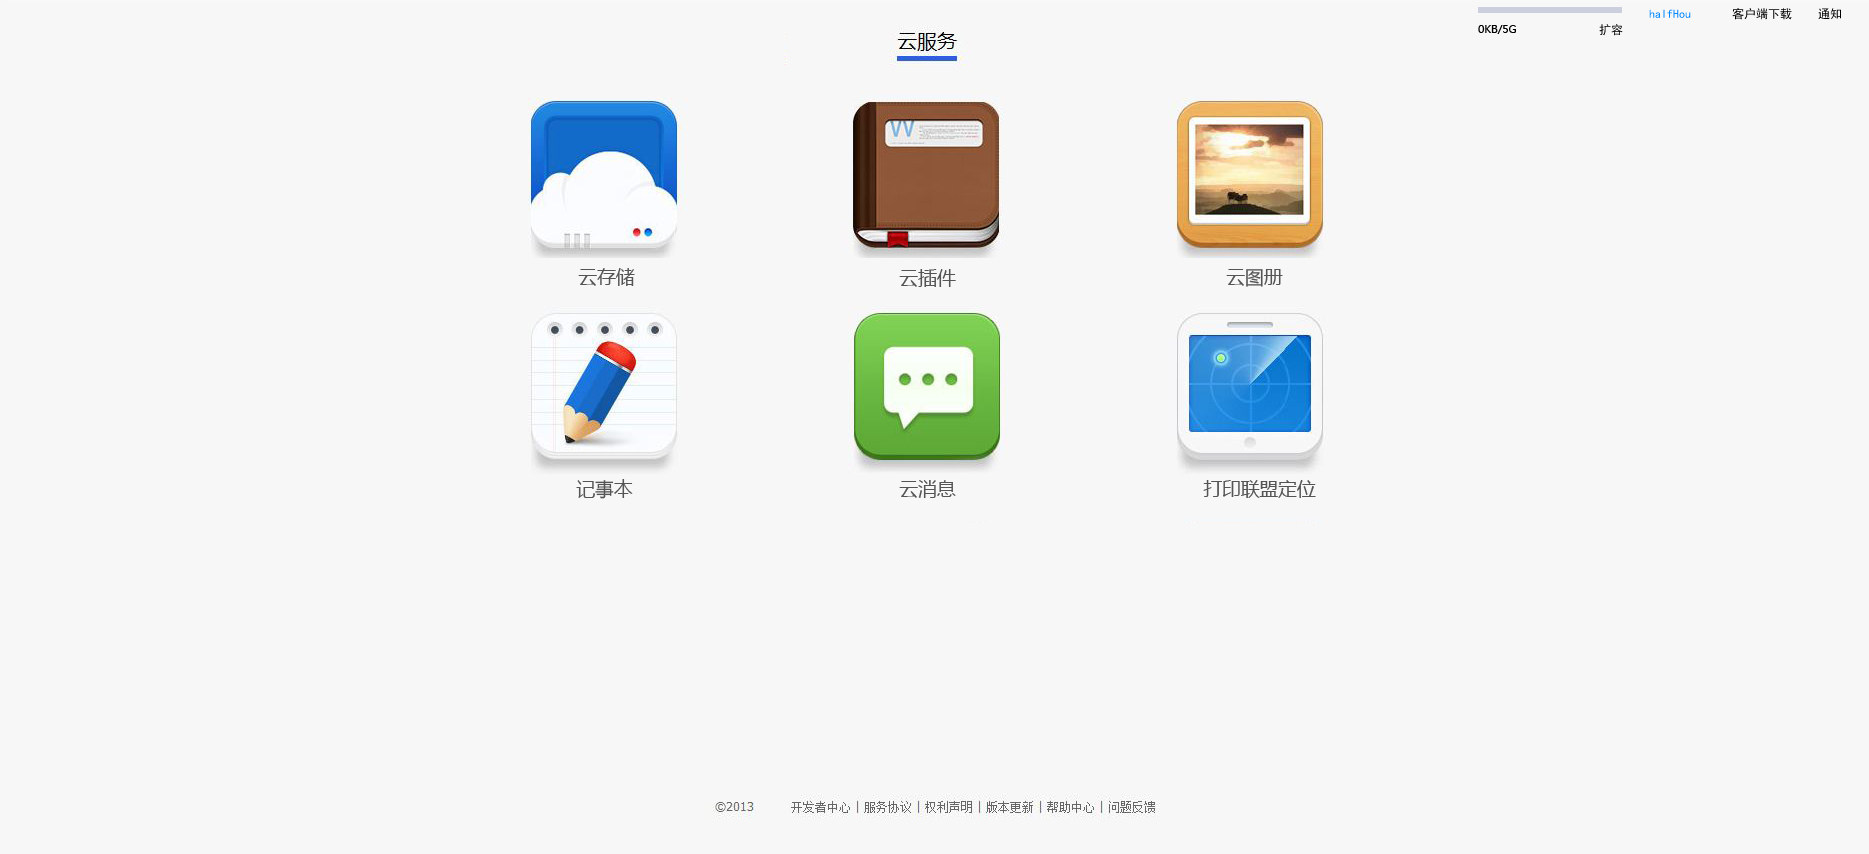 halfHou 客户端下载 通知
0KB/5G 扩容
云服务
W
云存储 云插件 云图册
记事本 云消息 打印联盟定位
©2013 开发者中心 | 服务协议 | 权利声明 | 版本更新 | 帮助中心 | 问题反馈